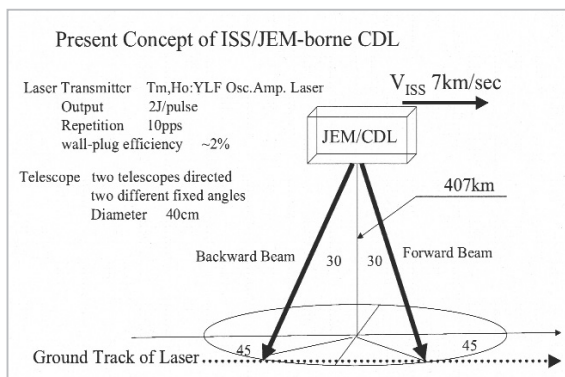 Present Concept of ISS/JEM-borne CDL
Laser Transmitter Tm,Ho:YLF Osc.Amp. Laser
Output 2J/pulse
Repetition 10pps
wall-plug efficiency ~2%
Telescope two telescopes directed
two different fixed angles
Diameter 40cm
V ISS 7km/sec
JEM/CDL
407km
Backward Beam
30
30
Forward Beam
45
45
Ground Track of Laser